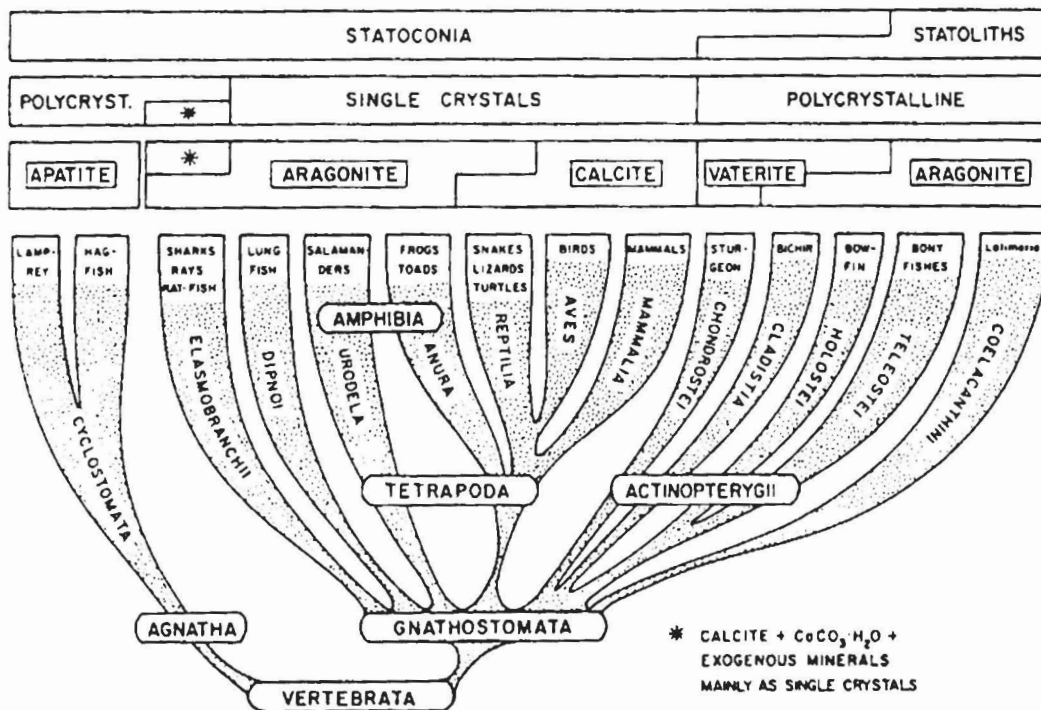 STATOCONIA
STATOLITHS
POLYCRYST.
*
SINGLE CRYSTALS
POLYCRYSTALLINE
APATITE
*
ARAGONITE
CALCITE
VATERITE
ARAGONITE
LAMP-
REY
HAG-
FISH
SHARKS
RAYS
RAT-FISH
LUNG
FISH
SALAMAN
DERS
FROGS
TOADS
SNAKES
LIZARDS
TURTLES
BIRDS
MAMMALS
STUR-
GEON
BICHIR
BOW-
FIN
BONY
FISHES
Latimeria
CYCLOSTOMATA
ELASMOBRANCHII
DIPNOI
URODELA
AMPHIBIA
ANURA
REPTILIA
AVES
MAMMALIA
CHONDROSTEI
CLADISTIA
HOLOSTEI
TELEOSTEI
COELACANTHINI
TETRAPODA
ACTINOPTERYGII
AGNATHA
GNATHOSTOMATA
VERTEBRATA
* CALCITE + CaCO₃·H₂O +
EXOGENOUS MINERALS
MAINLY AS SINGLE CRYSTALS